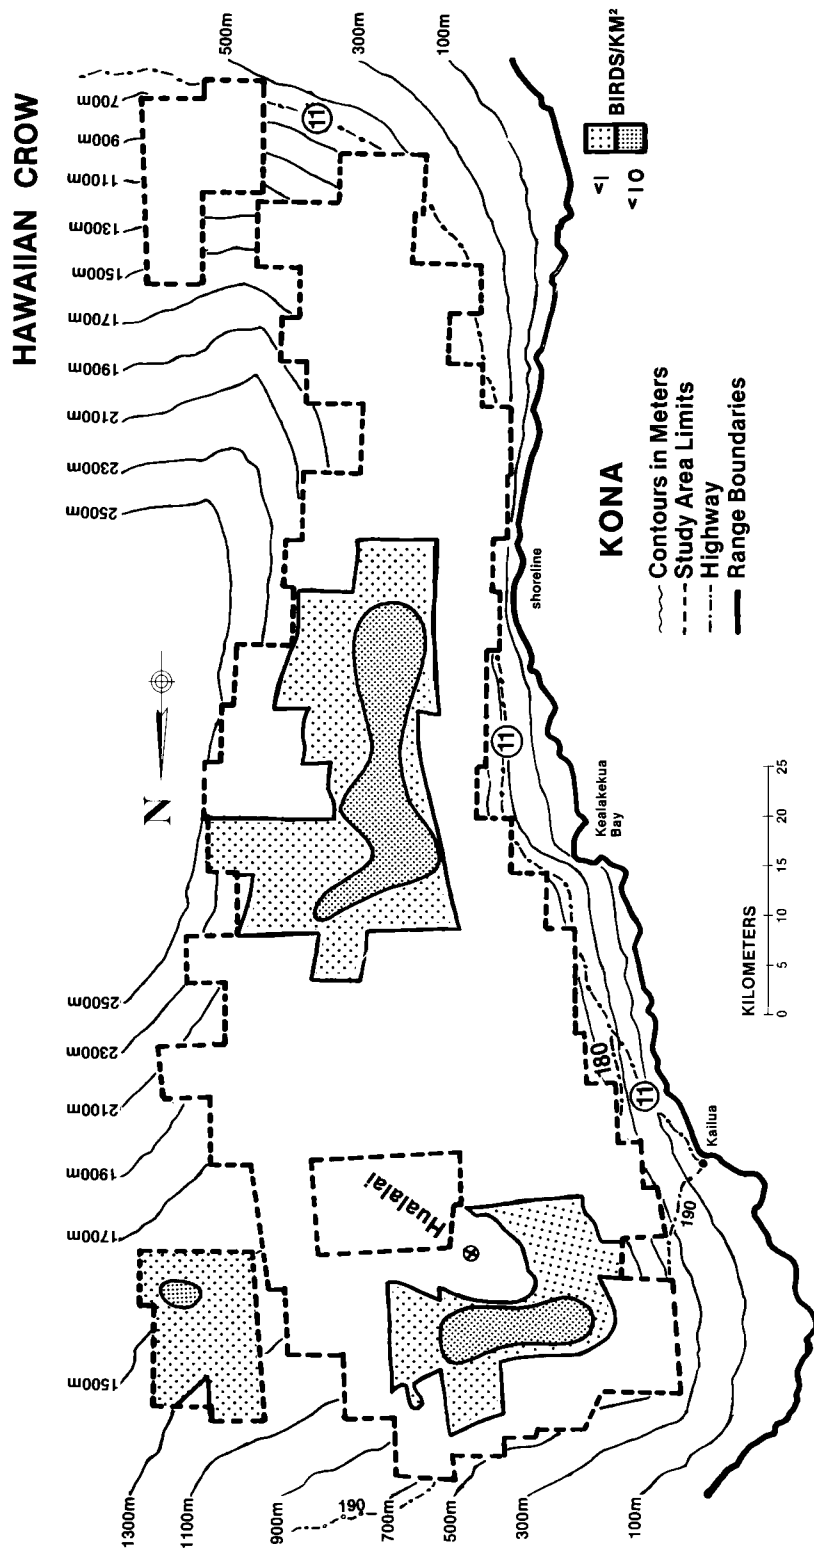 HAWAIIAN CROW
500m
300m
100m
700m
900m
1100m
1300m
1500m
1700m
1900m
2100m
2300m
2500m
11
BIRDS/KM²
<1
<10
KONA
Contours in Meters
Study Area Limits
Highway
Range Boundaries
shoreline
N
11
Kealakekua
Bay
KILOMETERS
0 5 10 15 20 25
2500m
2300m
2100m
1900m
1700m
1500m
180
11
Kailua
190
Hualalai
1300m
1100m
900m
190
700m
500m
300m
100m